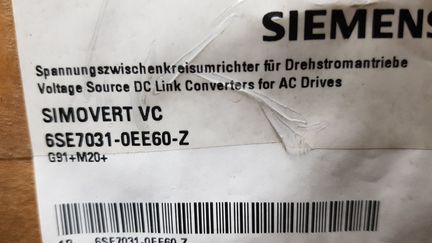 SIEMENS
Spannungszwischenkreisumrichter für Drehstromantriebe
Voltage Source DC Link Converters for AC Drives
SIMOVERT VC
6SE7031-0EE60-Z
G91+M20+
6SE7031-0EE60-Z